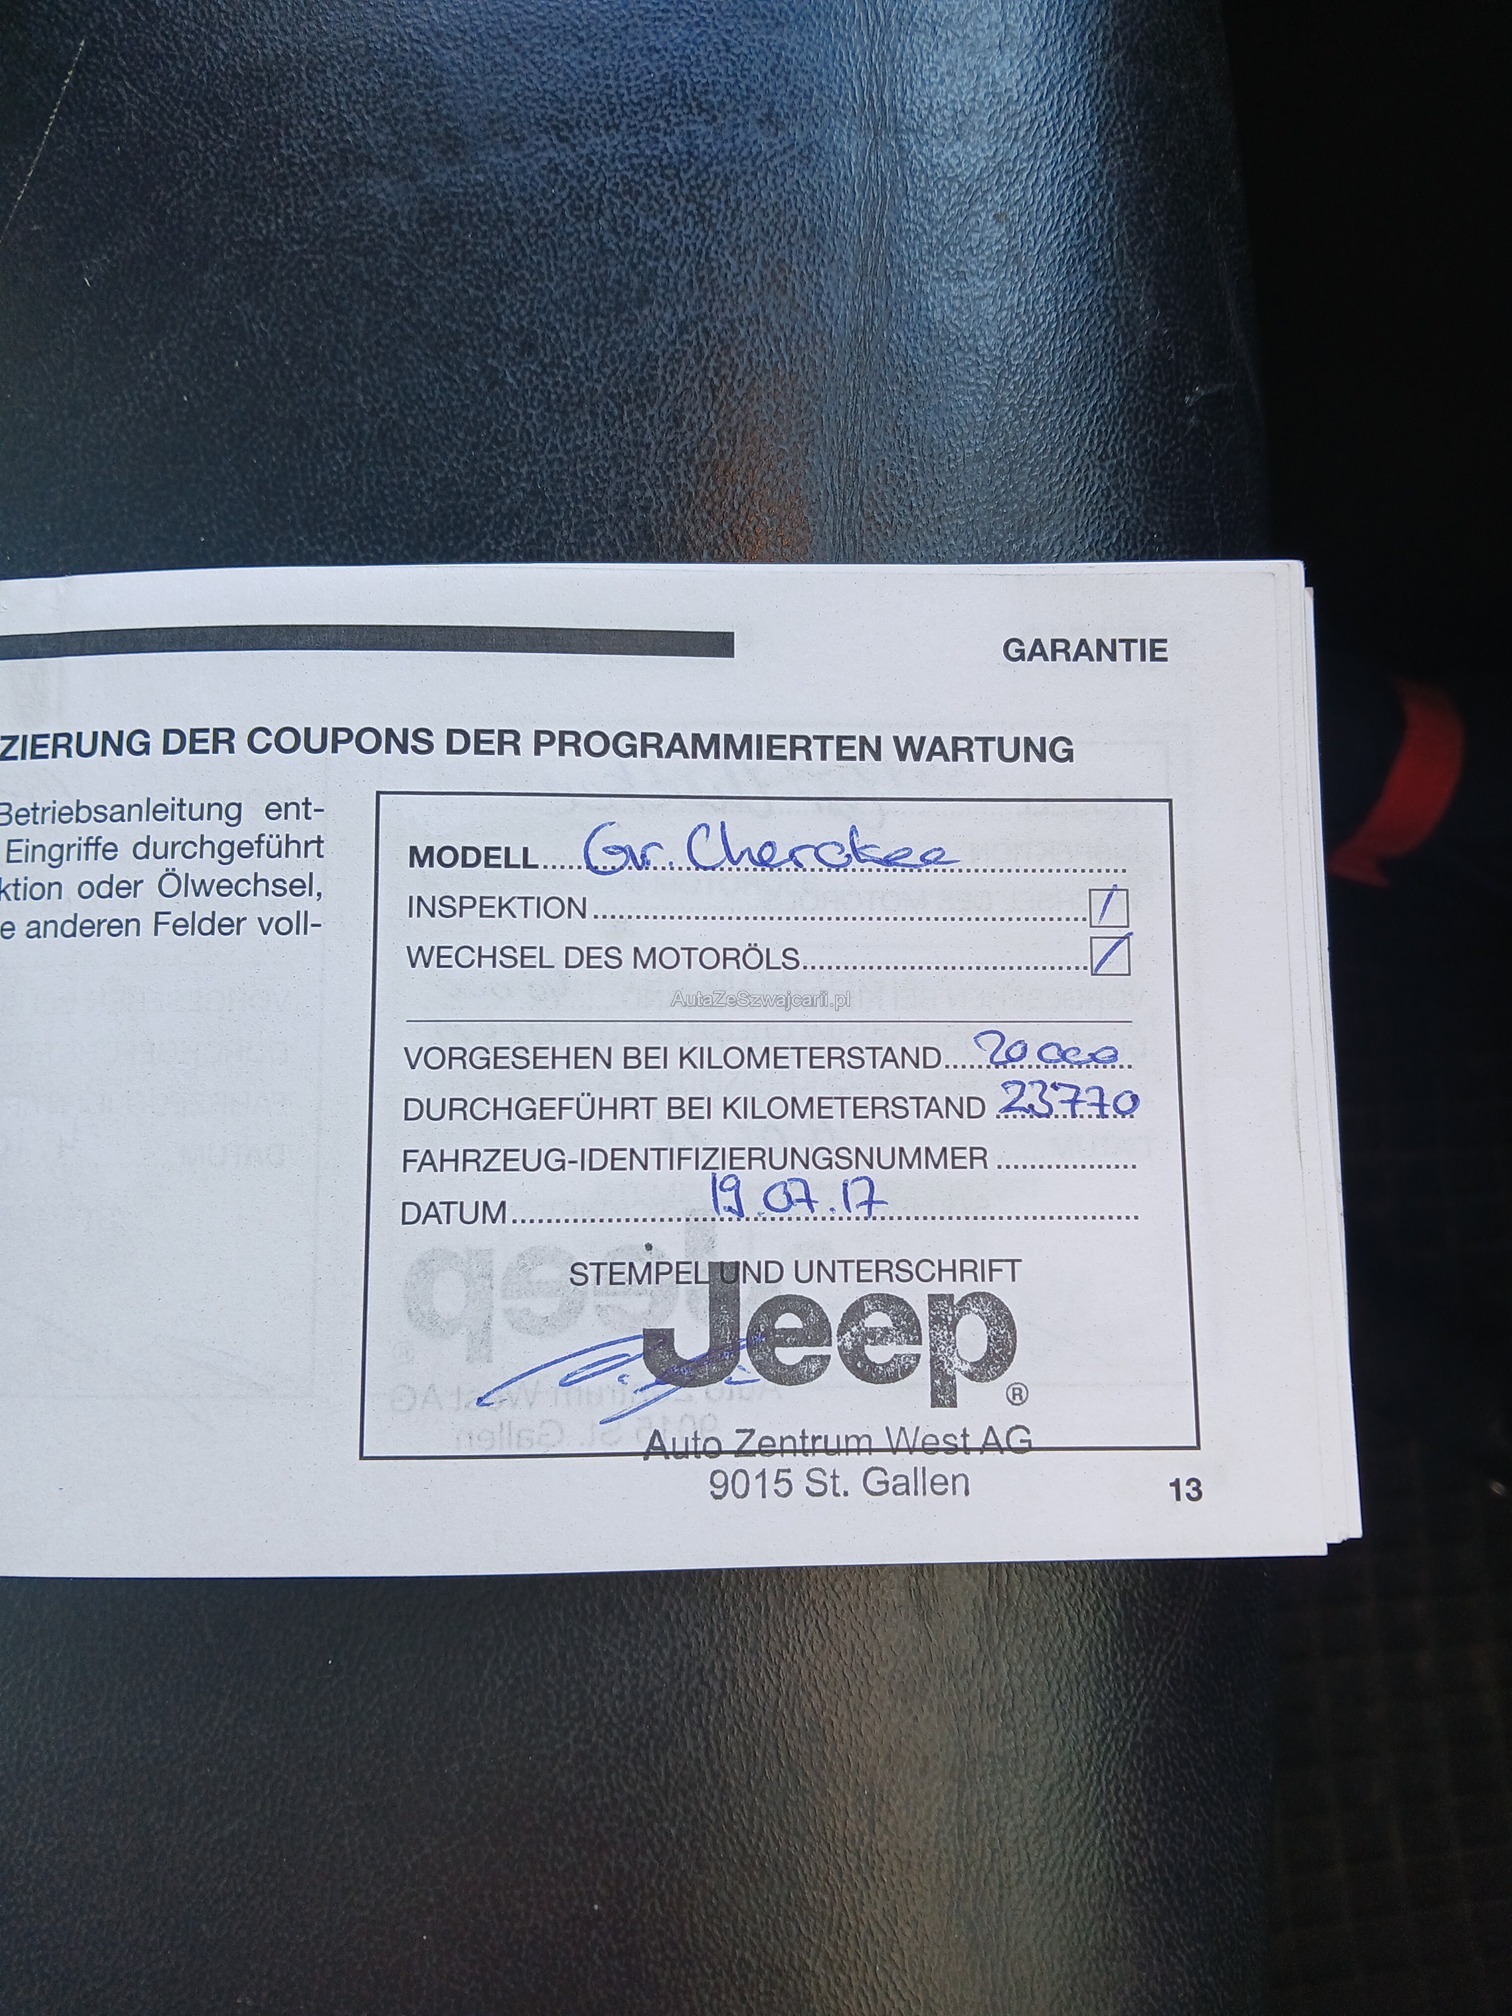 GARANTIE
ZIERUNG DER COUPONS DER PROGRAMMIERTEN WARTUNG
Betriebsanleitung ent-
Eingriffe durchgeführt
ktion oder Ölwechsel,
e anderen Felder voll-
MODELL Gr. Cherokee
INSPEKTION /
WECHSEL DES MOTORÖLS /
AutaZeSzwajcarii.pl
VORGESEHEN BEI KILOMETERSTAND 20 000
DURCHGEFÜHRT BEI KILOMETERSTAND 23770
FAHRZEUG-IDENTIFIZIERUNGSNUMMER
DATUM 19.07.17
STEMPEL UND UNTERSCHRIFT
Jeep®
Auto Zentrum West AG
9015 St. Gallen
13